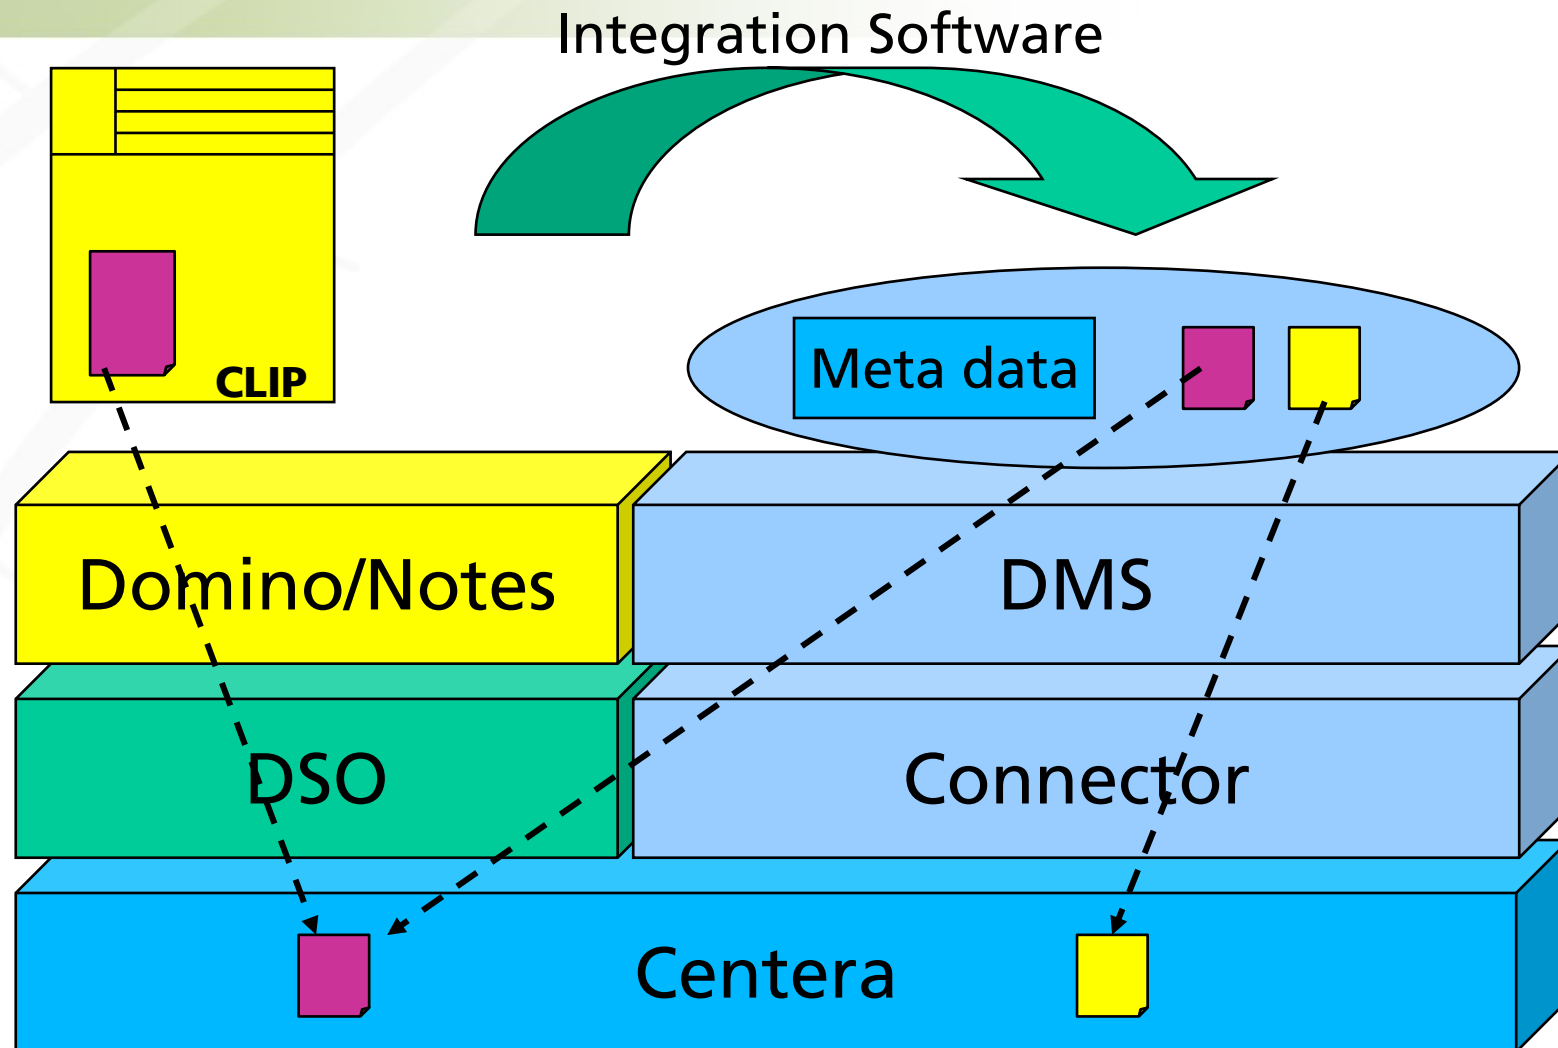 Integration Software
CLIP
Meta data
Domino/Notes
DMS
DSO
Connector
Centera